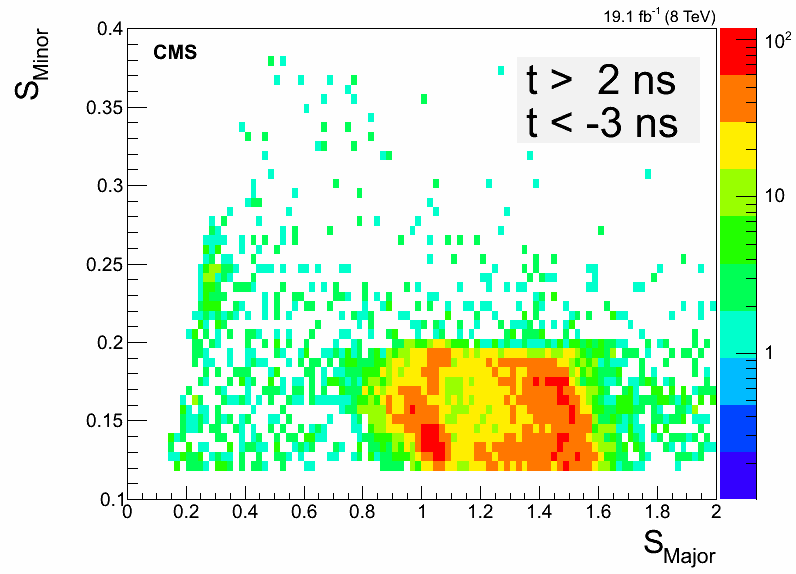 19.1 fb⁻¹ (8 TeV)
CMS
t > 2 ns
t < -3 ns
S_Minor
0.4
0.35
0.3
0.25
0.2
0.15
0.1
0 0.2 0.4 0.6 0.8 1 1.2 1.4 1.6 1.8 2
S_Major
10²
10
1